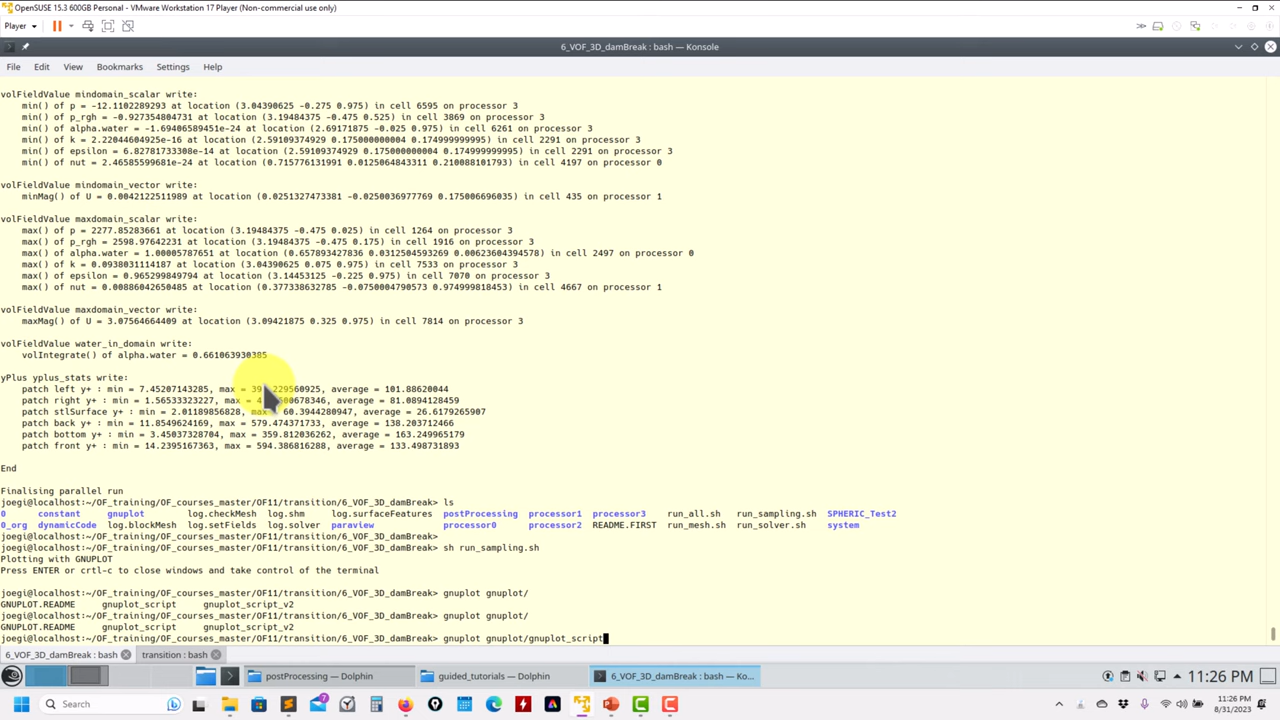 OpenSUSE 15.3 600GB Personal - VMware Workstation 17 Player (Non-commercial use only)
Player
6_VOF_3D_damBreak : bash — Konsole
File Edit View Bookmarks Settings Help
volFieldValue mindomain_scalar write:
min() of p = -12.1102289293 at location (3.04390625 -0.275 0.975) in cell 6595 on processor 3
min() of p_rgh = -0.927354804731 at location (3.19484375 -0.475 0.525) in cell 3869 on processor 3
min() of alpha.water = -1.69406589451e-24 at location (2.69171875 -0.025 0.975) in cell 6261 on processor 3
min() of k = 2.22044604925e-16 at location (2.59109374929 0.175000000004 0.174999999995) in cell 2291 on processor 3
min() of epsilon = 6.82781733308e-14 at location (2.59109374929 0.175000000004 0.174999999995) in cell 2291 on processor 3
min() of nut = 2.46585599681e-24 at location (0.715776131991 0.0125064843311 0.210088101793) in cell 4197 on processor 0
volFieldValue mindomain_vector write:
minMag() of U = 0.0042122511989 at location (0.0251327473381 -0.0250036977769 0.175006696035) in cell 435 on processor 1
volFieldValue maxdomain_scalar write:
max() of p = 2277.85283661 at location (3.19484375 -0.475 0.025) in cell 1264 on processor 3
max() of p_rgh = 2598.97642231 at location (3.19484375 -0.475 0.175) in cell 1916 on processor 3
max() of alpha.water = 1.00005787651 at location (0.657893427836 0.0312504593269 0.00623604394578) in cell 2497 on processor 0
max() of k = 0.0938031114187 at location (3.04390625 0.075 0.975) in cell 7533 on processor 3
max() of epsilon = 0.965299849794 at location (3.14453125 -0.225 0.975) in cell 7070 on processor 3
max() of nut = 0.00886042650485 at location (0.377338632785 -0.0750004790573 0.974999818453) in cell 4667 on processor 1
volFieldValue maxdomain_vector write:
maxMag() of U = 3.07564664409 at location (3.09421875 0.325 0.975) in cell 7814 on processor 3
volFieldValue water_in_domain write:
volIntegrate() of alpha.water = 0.661063930385
yPlus yplus_stats write:
patch left y+ : min = 7.45207143285, max = average = 101.88620044
patch right y+ : min = 1.56533323227, max = average = 81.0894128459
patch stlSurface y+ : min = 2.01189856828, max = 60.3944280947, average = 26.6179265907
patch back y+ : min = 11.8549624169, max = 579.474371733, average = 138.203712466
patch bottom y+ : min = 3.45037328704, max = 359.812036262, average = 163.249965179
patch front y+ : min = 14.2395167363, max = 594.386816288, average = 133.498731893
End
Finalising parallel run
joegi@localhost:~/OF_training/OF_courses_master/OF11/transition/6_VOF_3D_damBreak> ls
0 constant gnuplot log.checkMesh log.shm log.surfaceFeatures postProcessing processor1 processor3 run_all.sh run_sampling.sh SPHERIC_Test2
0_org dynamicCode log.blockMesh log.setFields log.solver paraview processor0 processor2 README.FIRST run_mesh.sh run_solver.sh system
joegi@localhost:~/OF_training/OF_courses_master/OF11/transition/6_VOF_3D_damBreak>
joegi@localhost:~/OF_training/OF_courses_master/OF11/transition/6_VOF_3D_damBreak> sh run_sampling.sh
Plotting with GNUPLOT
Press ENTER or crtl-c to close windows and take control of the terminal
joegi@localhost:~/OF_training/OF_courses_master/OF11/transition/6_VOF_3D_damBreak> gnuplot gnuplot/
GNUPLOT.README gnuplot_script gnuplot_script_v2
joegi@localhost:~/OF_training/OF_courses_master/OF11/transition/6_VOF_3D_damBreak> gnuplot gnuplot/
GNUPLOT.README gnuplot_script gnuplot_script_v2
joegi@localhost:~/OF_training/OF_courses_master/OF11/transition/6_VOF_3D_damBreak> gnuplot gnuplot/gnuplot_script
6_VOF_3D_damBreak : bash transition : bash
postProcessing — Dolphin guided_tutorials — Dolphin 6_VOF_3D_damBreak : bash — Ko... 11:26 PM
Search 7 11:26 PM
8/31/2023